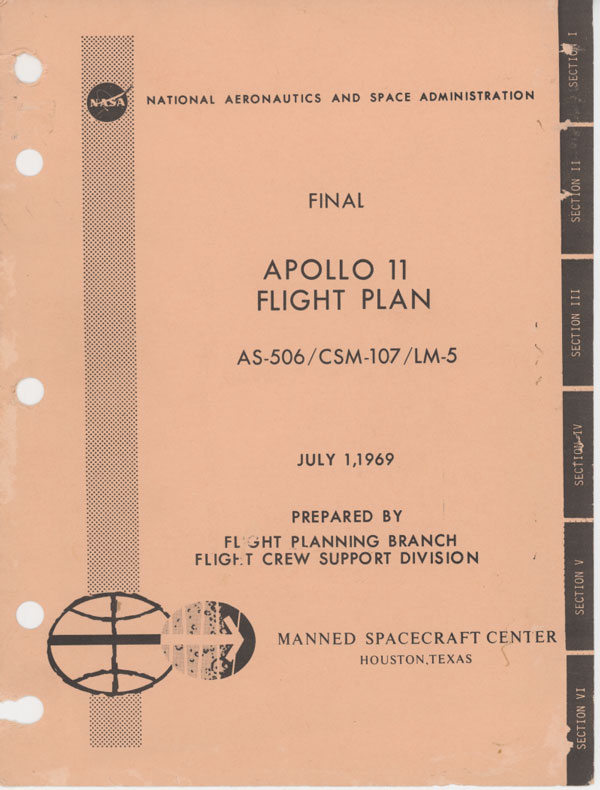 NASA
NATIONAL AERONAUTICS AND SPACE ADMINISTRATION
FINAL
APOLLO 11
FLIGHT PLAN
AS-506/CSM-107/LM-5
JULY 1,1969
PREPARED BY
FLIGHT PLANNING BRANCH
FLIGHT CREW SUPPORT DIVISION
MANNED SPACECRAFT CENTER
HOUSTON,TEXAS
SECTION I
SECTION II
SECTION III
SECTION IV
SECTION V
SECTION VI